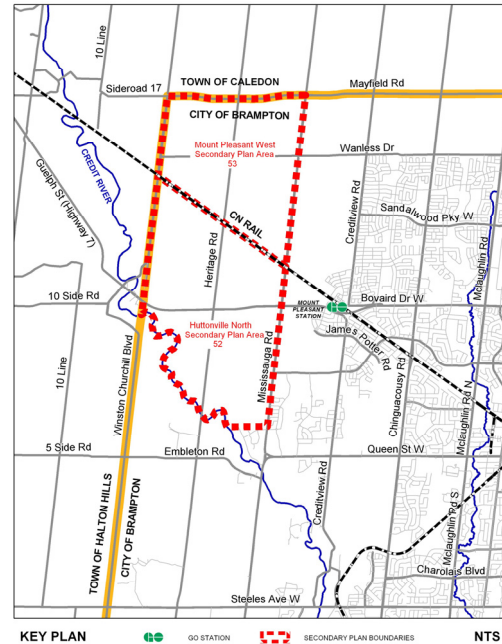 10 Line
TOWN OF CALEDON
Mayfield Rd
Sideroad 17
CITY OF BRAMPTON
Mount Pleasant West
Secondary Plan Area
53
Wanless Dr
CREDIT RIVER
Guelph St (Highway 7)
CN RAIL
Creditview Rd
Sandalwood Pky W
Mclaughlin Rd
Heritage Rd
10 Side Rd
MOUNT
PLEASANT
STATION
Bovaird Dr W
Huttonville North
Secondary Plan Area
52
James Potter Rd
10 Line
Winston Churchill Blvd
Mississauga Rd
Chinguacousy Rd
Mclaughlin Rd N
5 Side Rd
Embleton Rd
Queen St W
TOWN OF HALTON HILLS
CITY OF BRAMPTON
Creditview Rd
Mclaughlin Rd S
Charolais Blvd
Steeles Ave W
KEY PLAN
GO STATION
SECONDARY PLAN BOUNDARIES
NTS